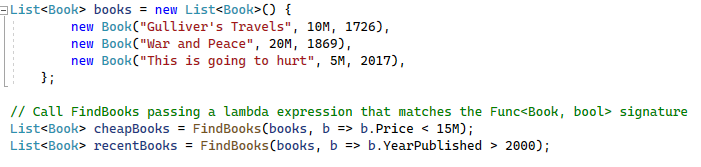 List<Book> books = new List<Book>() {
        new Book("Gulliver's Travels", 10M, 1726),
        new Book("War and Peace", 20M, 1869),
        new Book("This is going to hurt", 5M, 2017),
    };

// Call FindBooks passing a lambda expression that matches the Func<Book, bool> signature
List<Book> cheapBooks = FindBooks(books, b => b.Price < 15M);
List<Book> recentBooks = FindBooks(books, b => b.YearPublished > 2000);